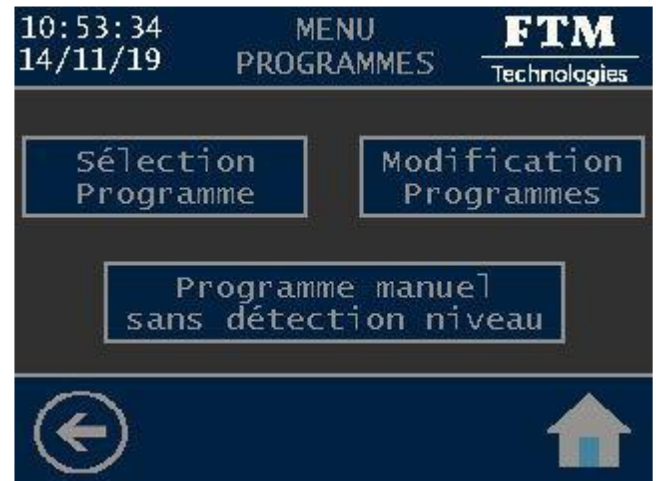 10:53:34
14/11/19
MENU
PROGRAMMES
FTM
Technologies
Sélection
Programme
Modification
Programmes
Programme manuel
sans détection niveau